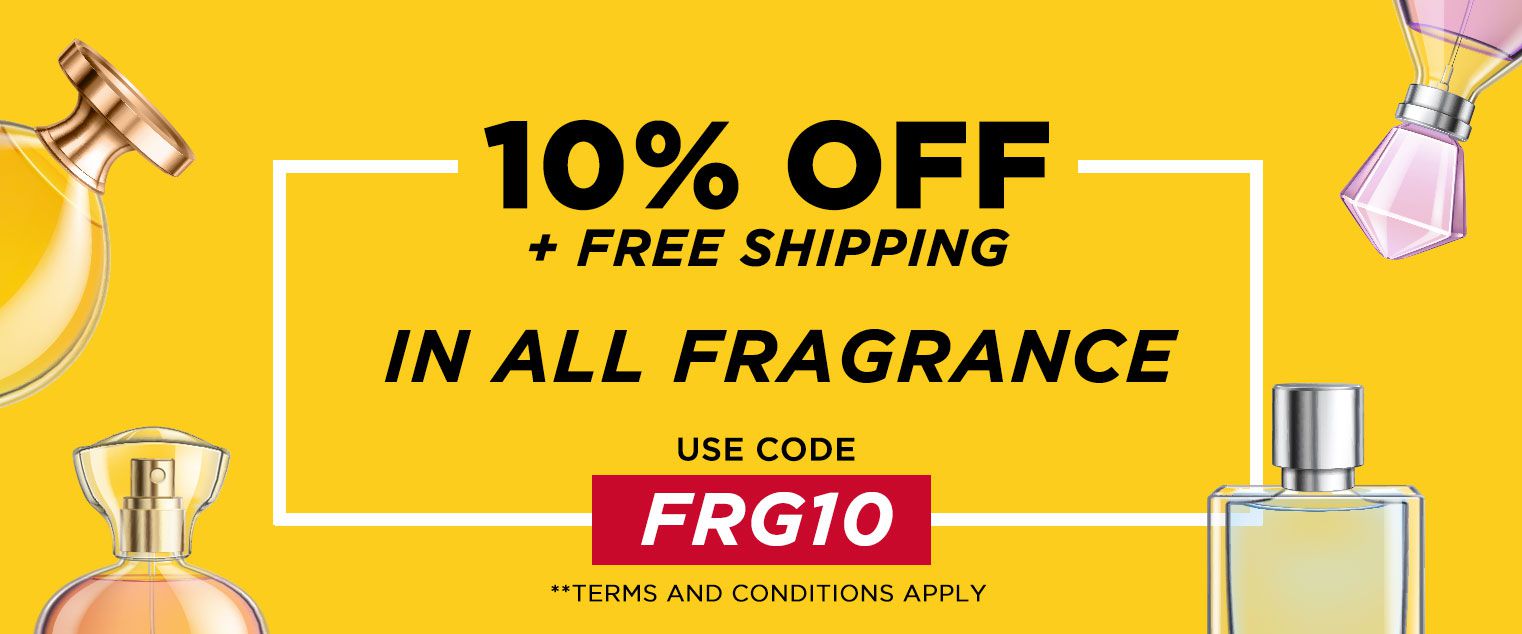 10% OFF
+ FREE SHIPPING
IN ALL FRAGRANCE
USE CODE
FRG10
**TERMS AND CONDITIONS APPLY